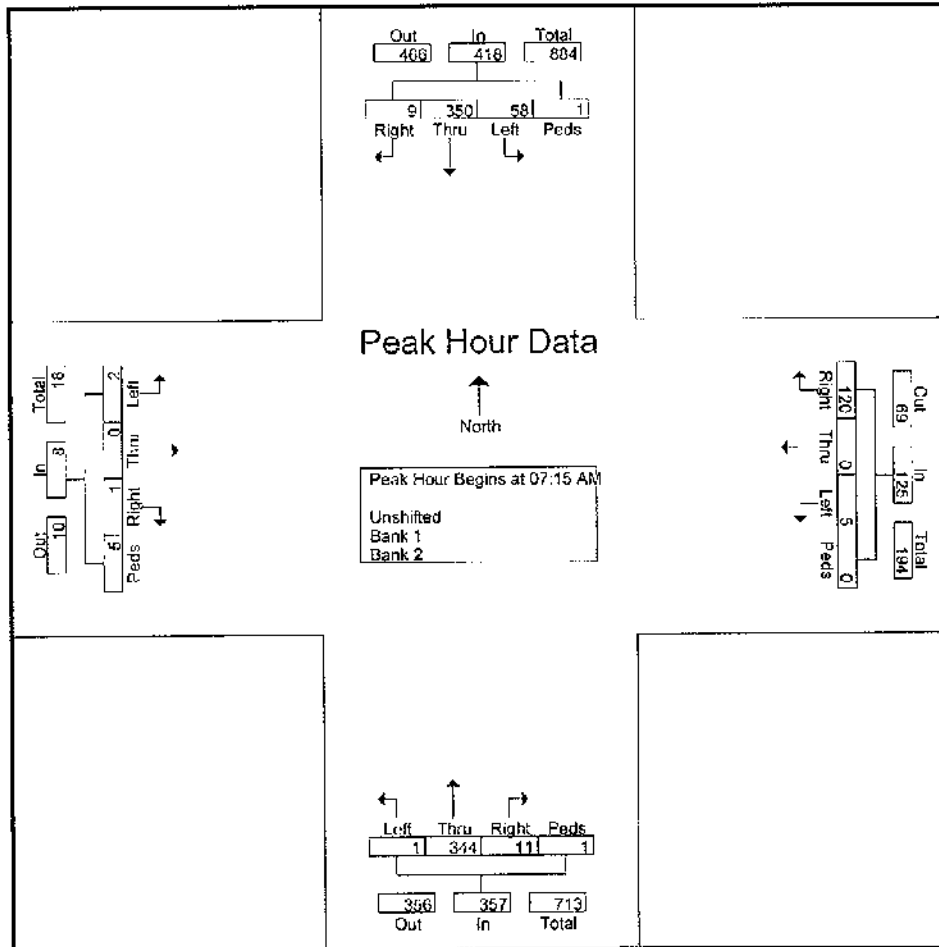 Out In Total
466 418 884
9 350 58 1
Right Thru Left Peds
Peak Hour Data
North
Peak Hour Begins at 07:15 AM
Unshifted
Bank 1
Bank 2
Total In Out
18 8 10
2 0 1 5
Left Thru Right Peds
Right Thru Left Peds
120 0 5 0
Out In Total
69 125 194
Left Thru Right Peds
1 344 11 1
356 357 713
Out In Total